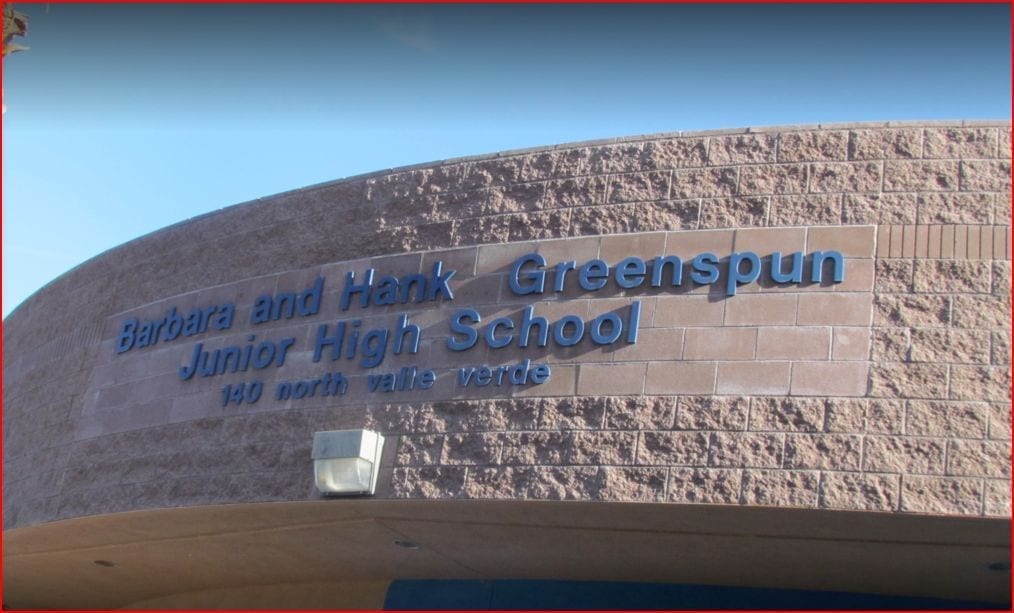 Barbara and Hank Greenspun
Junior High School
140 north valle verde